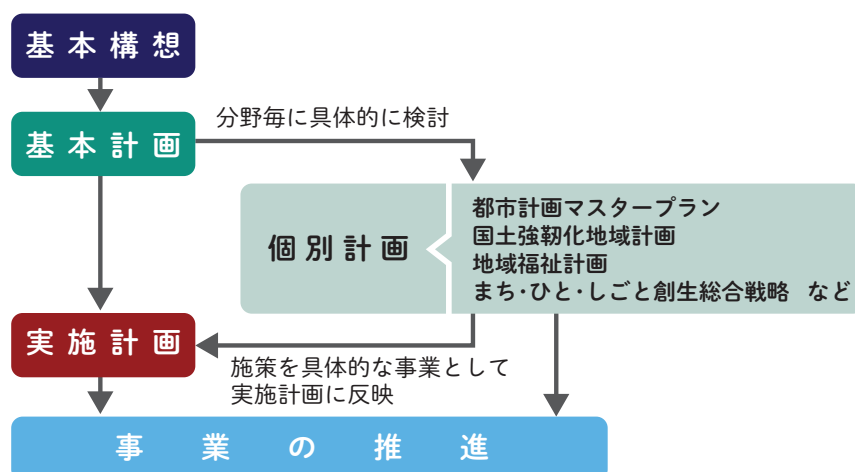 基本構想
基本計画
分野毎に具体的に検討
個別計画
都市計画マスタープラン
国土強靭化地域計画
地域福祉計画
まち・ひと・しごと創生総合戦略 など
実施計画
施策を具体的な事業として
実施計画に反映
事業の推進